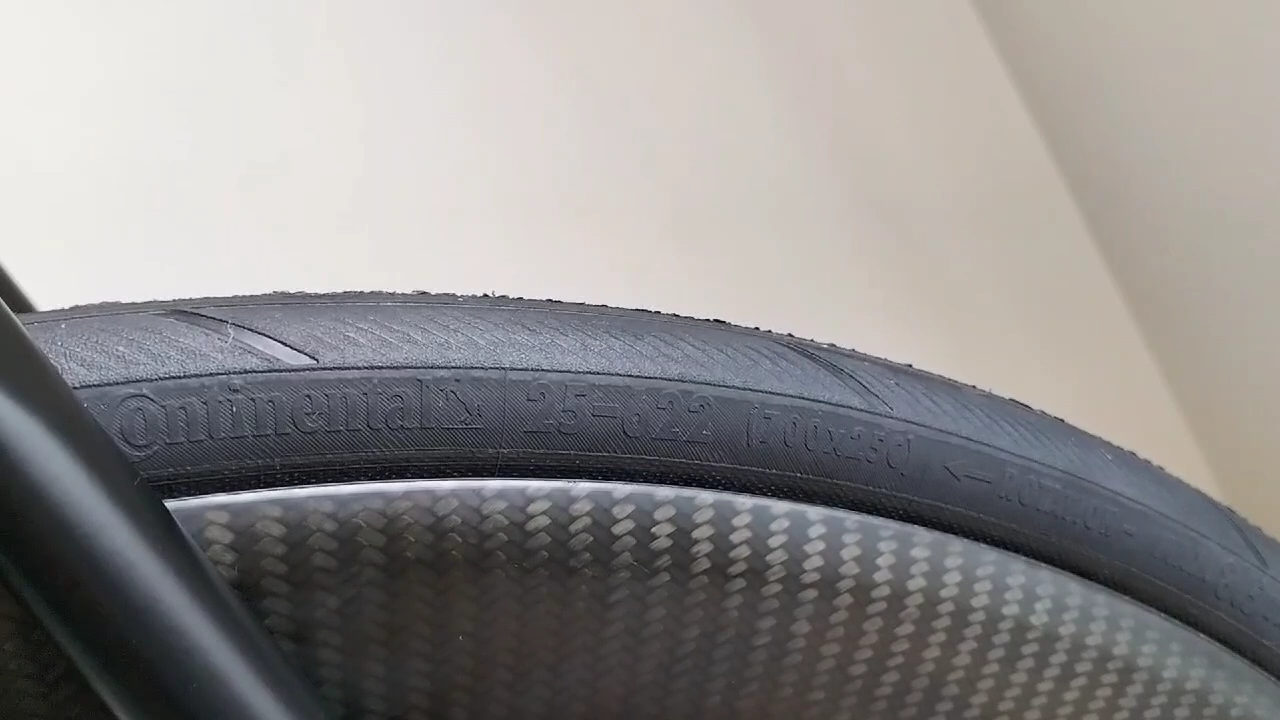 Continental 25-622 (700x25C) ← ROTATION -